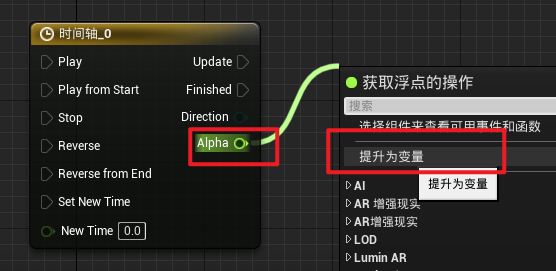 时间轴_0
Play
Update
Play from Start
Finished
Stop
Direction
Reverse
Alpha
Reverse from End
Set New Time
New Time 0.0
获取浮点的操作
搜索
选择组件来查看可用事件和函数
提升为变量
提升为变量
AI
AR 增强现实
AR增强现实
LOD
Lumin AR